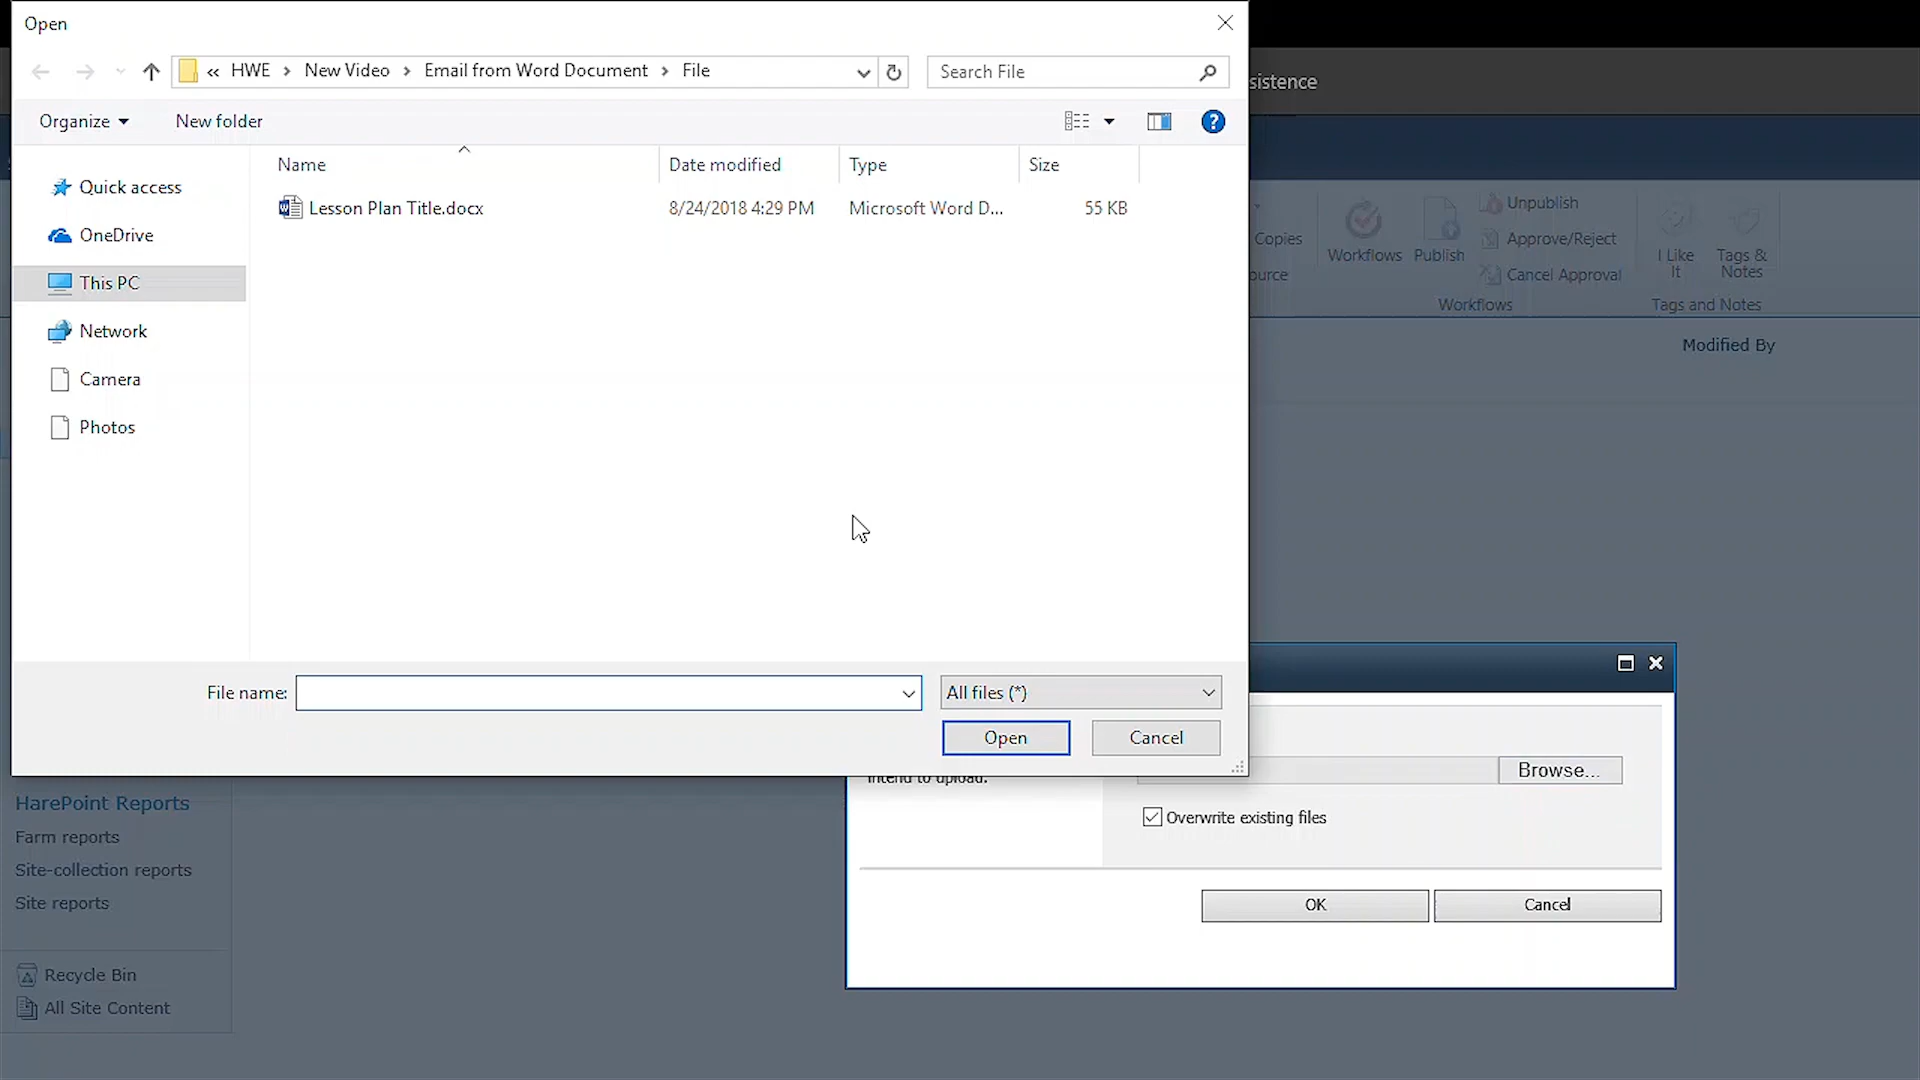 Open
« HWE › New Video › Email from Word Document › File
Search File
sistence
Organize
New folder
Name
Date modified
Type
Size
Quick access
Lesson Plan Title.docx
8/24/2018 4:29 PM
Microsoft Word D...
55 KB
OneDrive
This PC
Network
Camera
Photos
Copies
ource
Workflows
Publish
Unpublish
Approve/Reject
Cancel Approval
Workflows
I Like
It
Tags &
Notes
Tags and Notes
Modified By
File name:
All files (*)
Open
Cancel
intend to upload.
Browse...
Overwrite existing files
OK
Cancel
HarePoint Reports
Farm reports
Site-collection reports
Site reports
Recycle Bin
All Site Content